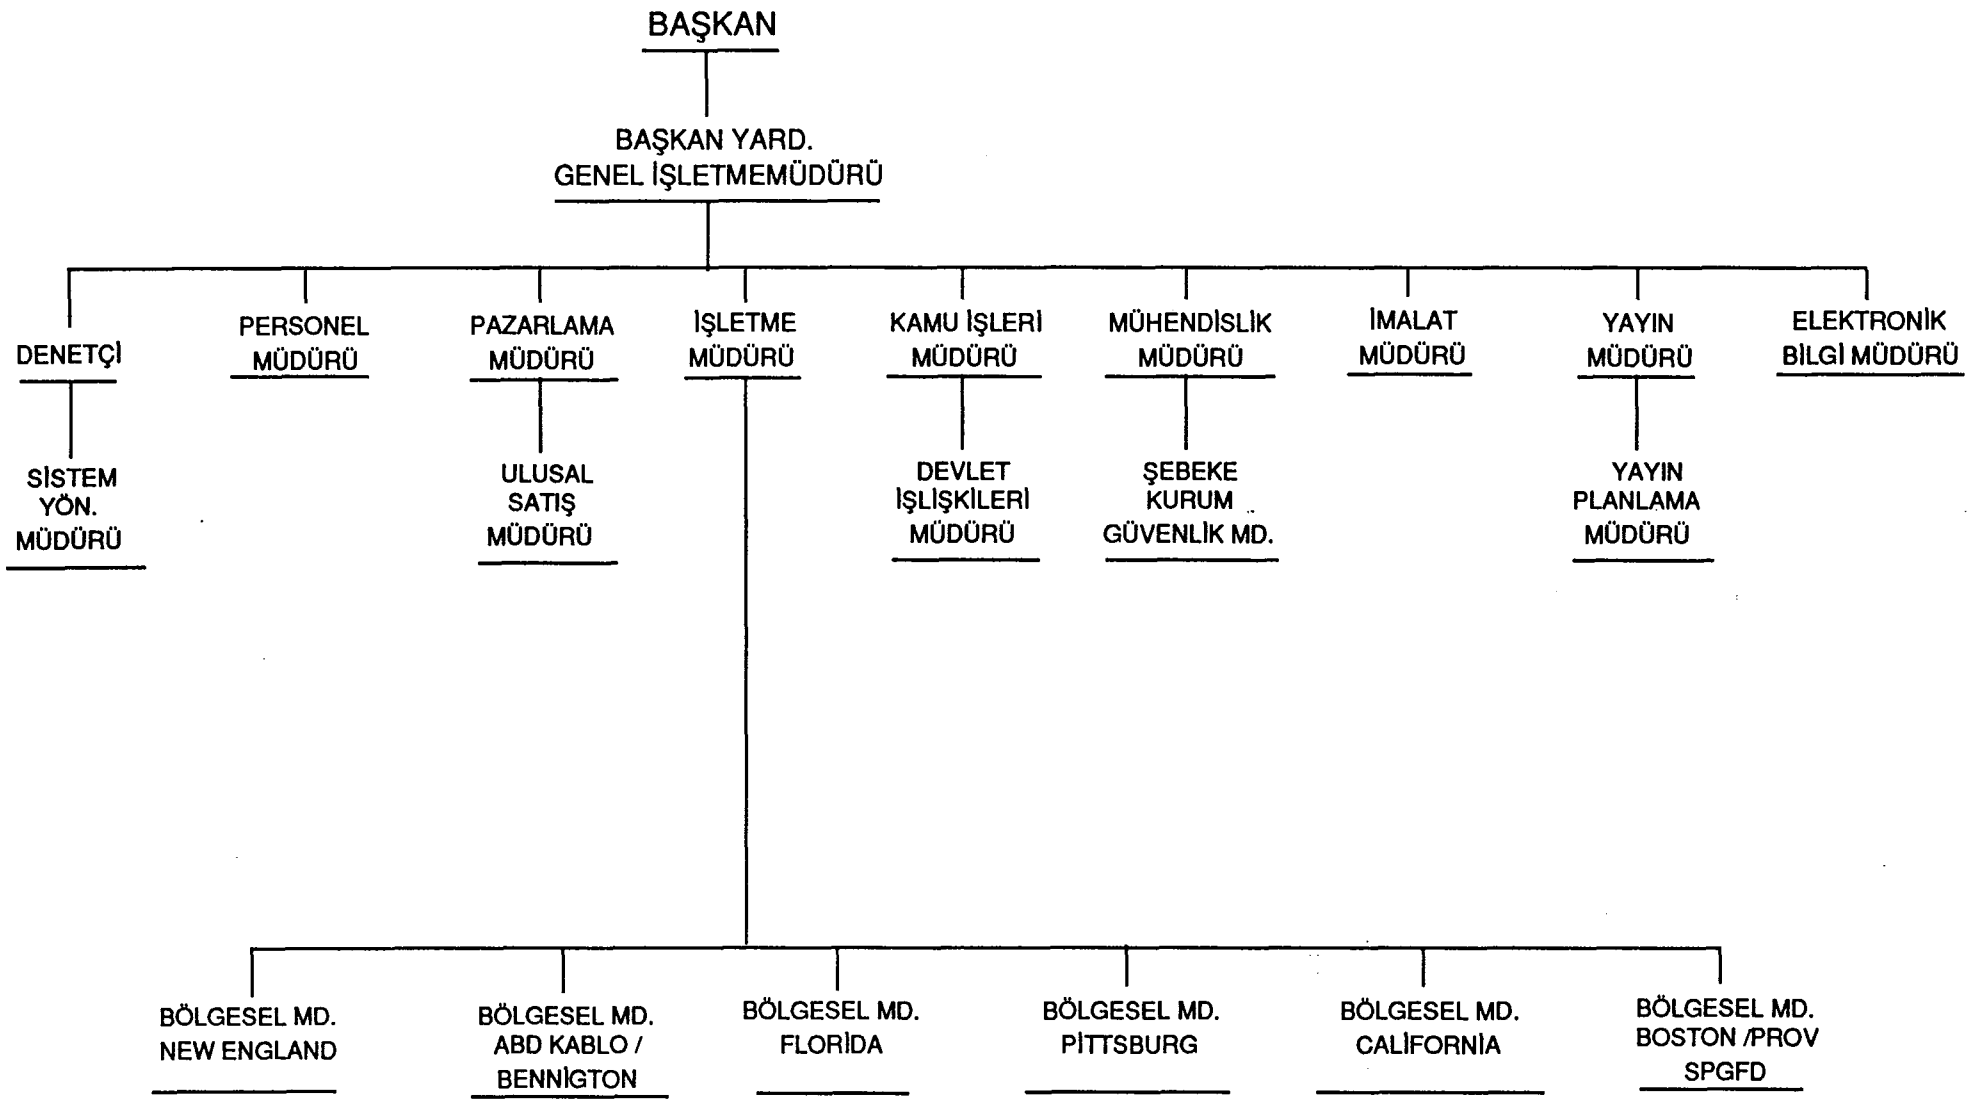 BAŞKAN
BAŞKAN YARD.
GENEL İŞLETMEMÜDÜRÜ
DENETÇİ
PERSONEL
MÜDÜRÜ
PAZARLAMA
MÜDÜRÜ
İŞLETME
MÜDÜRÜ
KAMU İŞLERİ
MÜDÜRÜ
MÜHENDİSLİK
MÜDÜRÜ
İMALAT
MÜDÜRÜ
YAYIN
MÜDÜRÜ
ELEKTRONİK
BİLGİ MÜDÜRÜ
SİSTEM
YÖN.
MÜDÜRÜ
ULUSAL
SATIŞ
MÜDÜRÜ
DEVLET
İŞLİŞKİLERİ
MÜDÜRÜ
ŞEBEKE
KURUM
GÜVENLİK MD.
YAYIN
PLANLAMA
MÜDÜRÜ
BÖLGESEL MD.
NEW ENGLAND
BÖLGESEL MD.
ABD KABLO /
BENNİGTON
BÖLGESEL MD.
FLORİDA
BÖLGESEL MD.
PİTTSBURG
BÖLGESEL MD.
CALİFORNİA
BÖLGESEL MD.
BOSTON /PROV
SPGFD